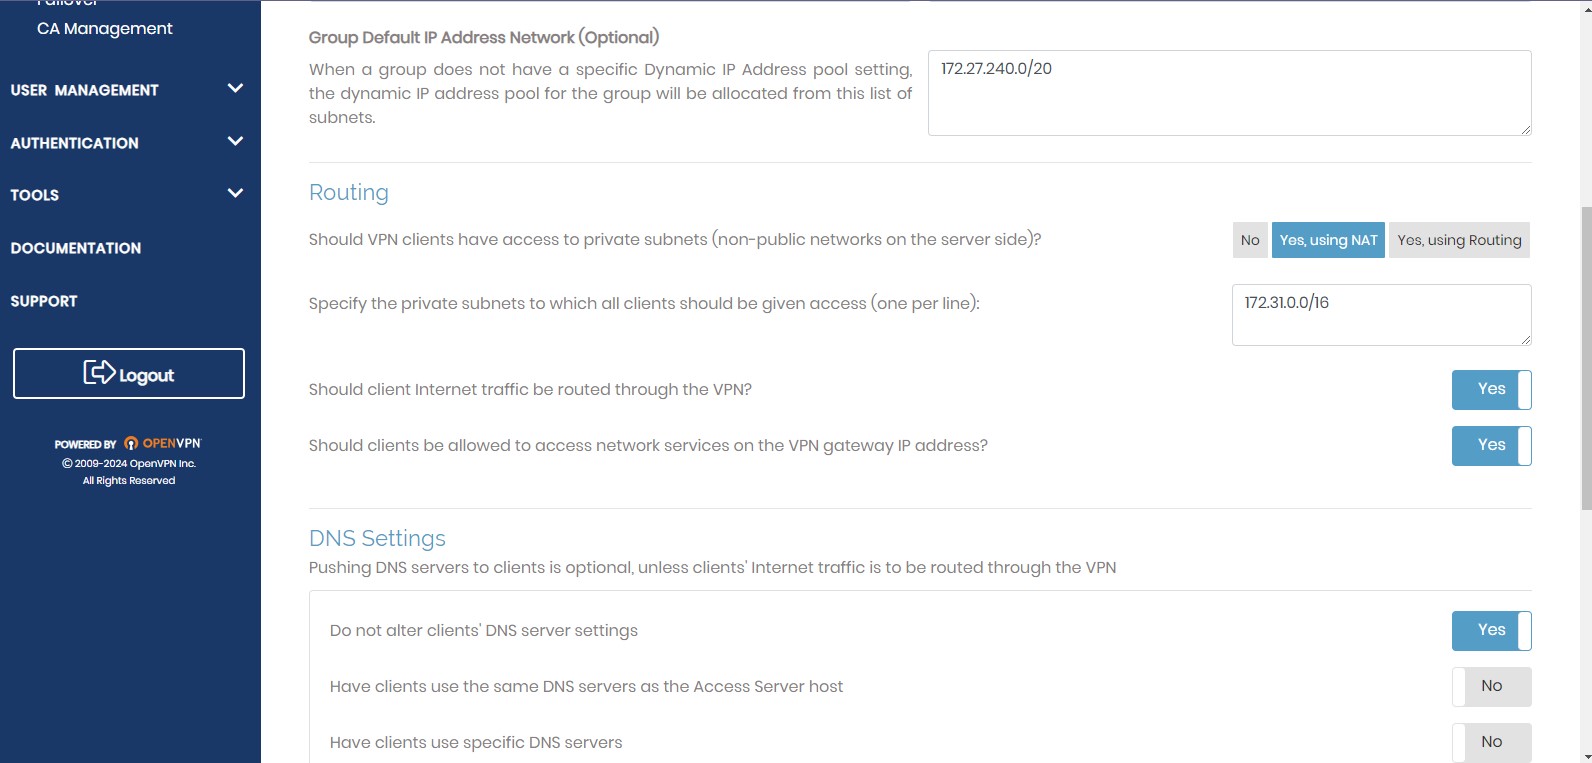 Failover
CA Management
USER MANAGEMENT
AUTHENTICATION
TOOLS
DOCUMENTATION
SUPPORT
Logout
POWERED BY OPENVPN
© 2009-2024 OpenVPN Inc.
All Rights Reserved
Group Default IP Address Network (Optional)
When a group does not have a specific Dynamic IP Address pool setting,
the dynamic IP address pool for the group will be allocated from this list of
subnets.
172.27.240.0/20
Routing
Should VPN clients have access to private subnets (non-public networks on the server side)?
No Yes, using NAT Yes, using Routing
Specify the private subnets to which all clients should be given access (one per line):
172.31.0.0/16
Should client Internet traffic be routed through the VPN?
Yes
Should clients be allowed to access network services on the VPN gateway IP address?
Yes
DNS Settings
Pushing DNS servers to clients is optional, unless clients' Internet traffic is to be routed through the VPN
Do not alter clients' DNS server settings
Yes
Have clients use the same DNS servers as the Access Server host
No
Have clients use specific DNS servers
No